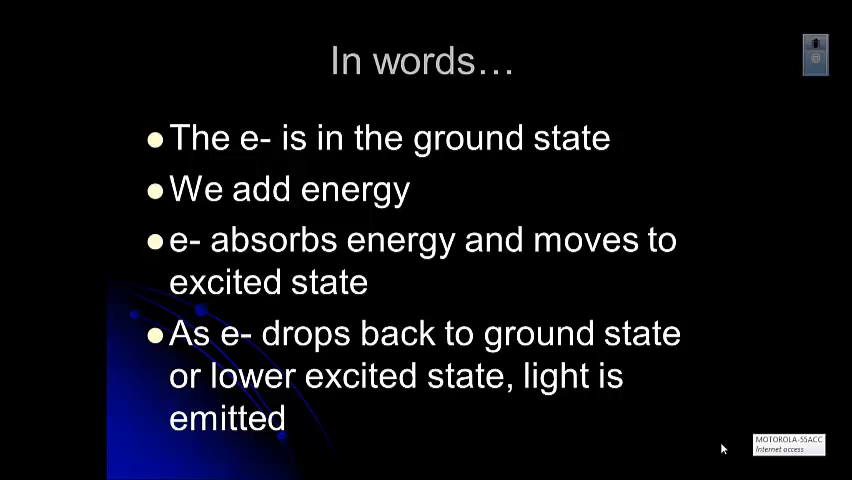 In words…
●The e- is in the ground state
●We add energy
●e- absorbs energy and moves to
excited state
●As e- drops back to ground state
or lower excited state, light is
emitted
MOTOROLA-55ACC
Internet access